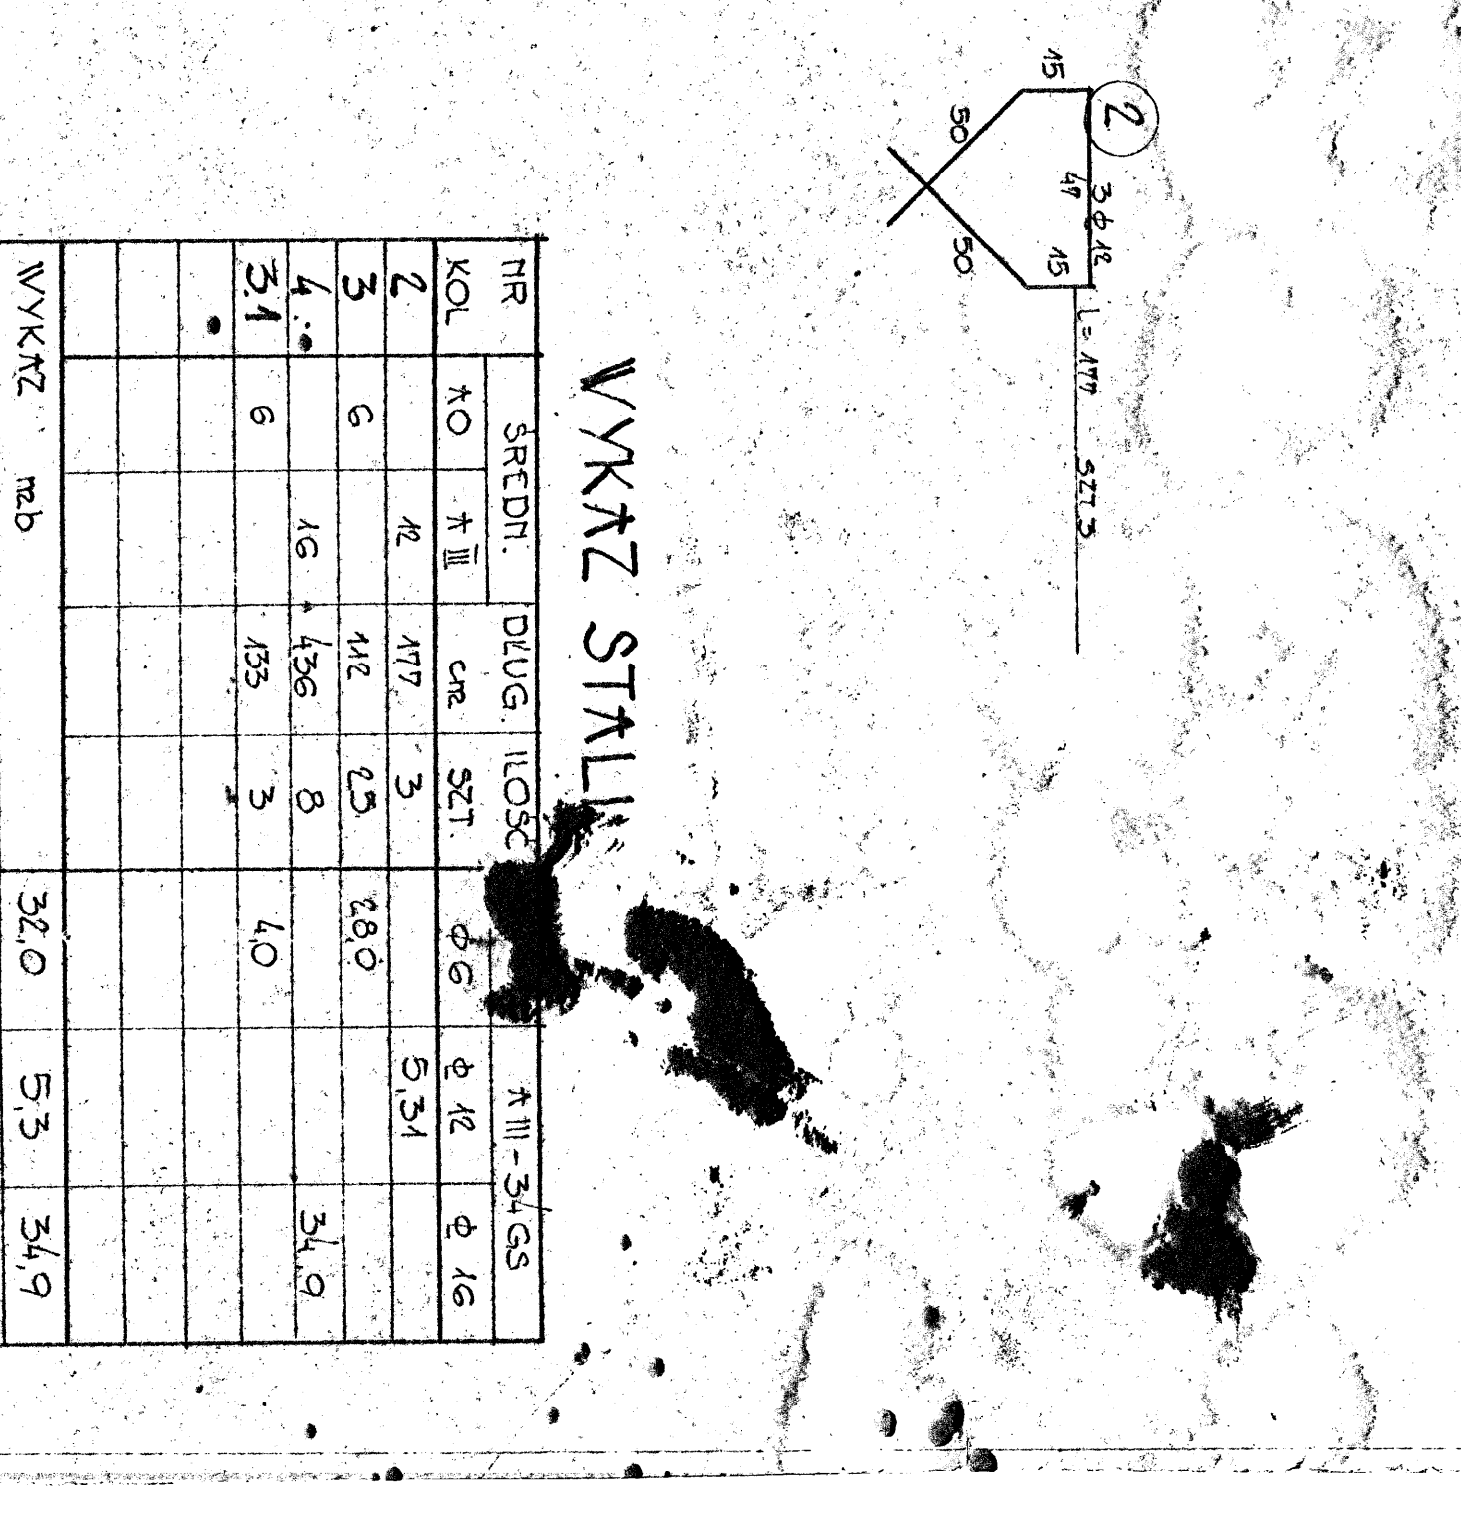 2
3 φ 12 L = 177 SZT. 3
15 47 15
50 50
WYKAZ STALI
NR KOL ŚREDN. DŁUG. cm ILOŚĆ SZT. A III - 34GS
A0 A III φ 6 φ 12 φ 16
2 12 177 3 5,31
3 6 112 25 28,0
4 16 436 8 34,9
3.1 6 133 3 4,0
WYKAZ mb 32,0 5,3 34,9